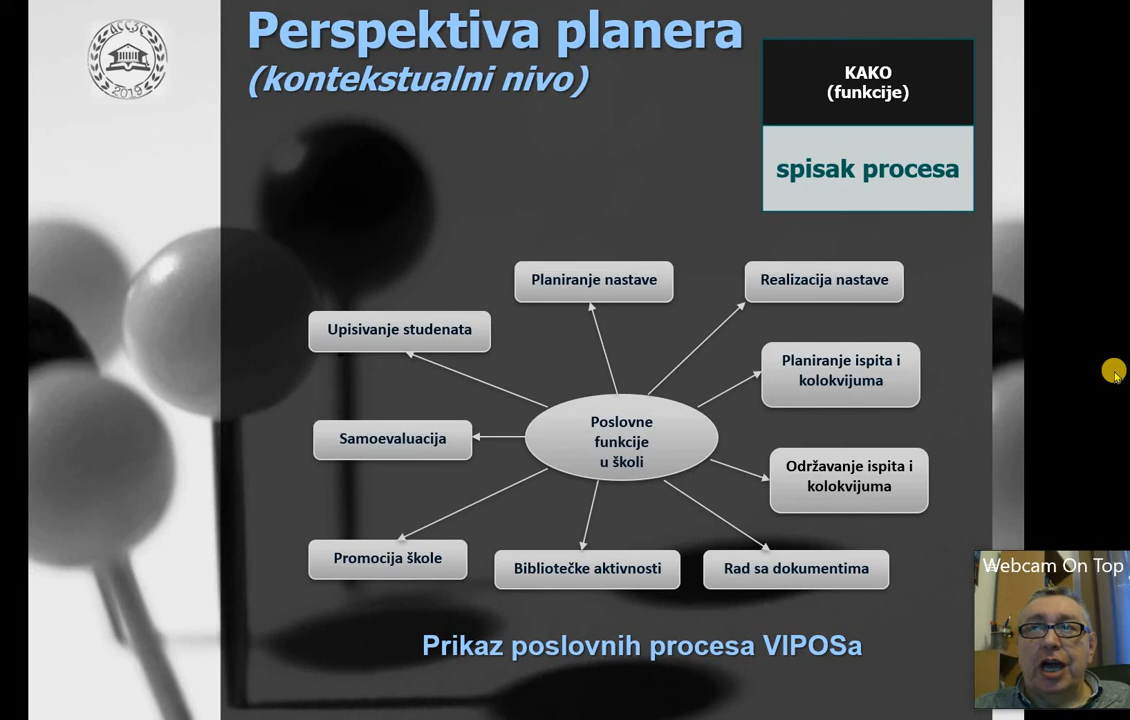 Perspektiva planera
(kontekstualni nivo)
KAKO
(funkcije)
spisak procesa
Planiranje nastave
Realizacija nastave
Upisivanje studenata
Planiranje ispita i
kolokvijuma
Poslovne
funkcije
u školi
Samoevaluacija
Održavanje ispita i
kolokvijuma
Promocija škole
Bibliotečke aktivnosti
Rad sa dokumentima
Prikaz poslovnih procesa VIPOSa
Webcam On Top
2019